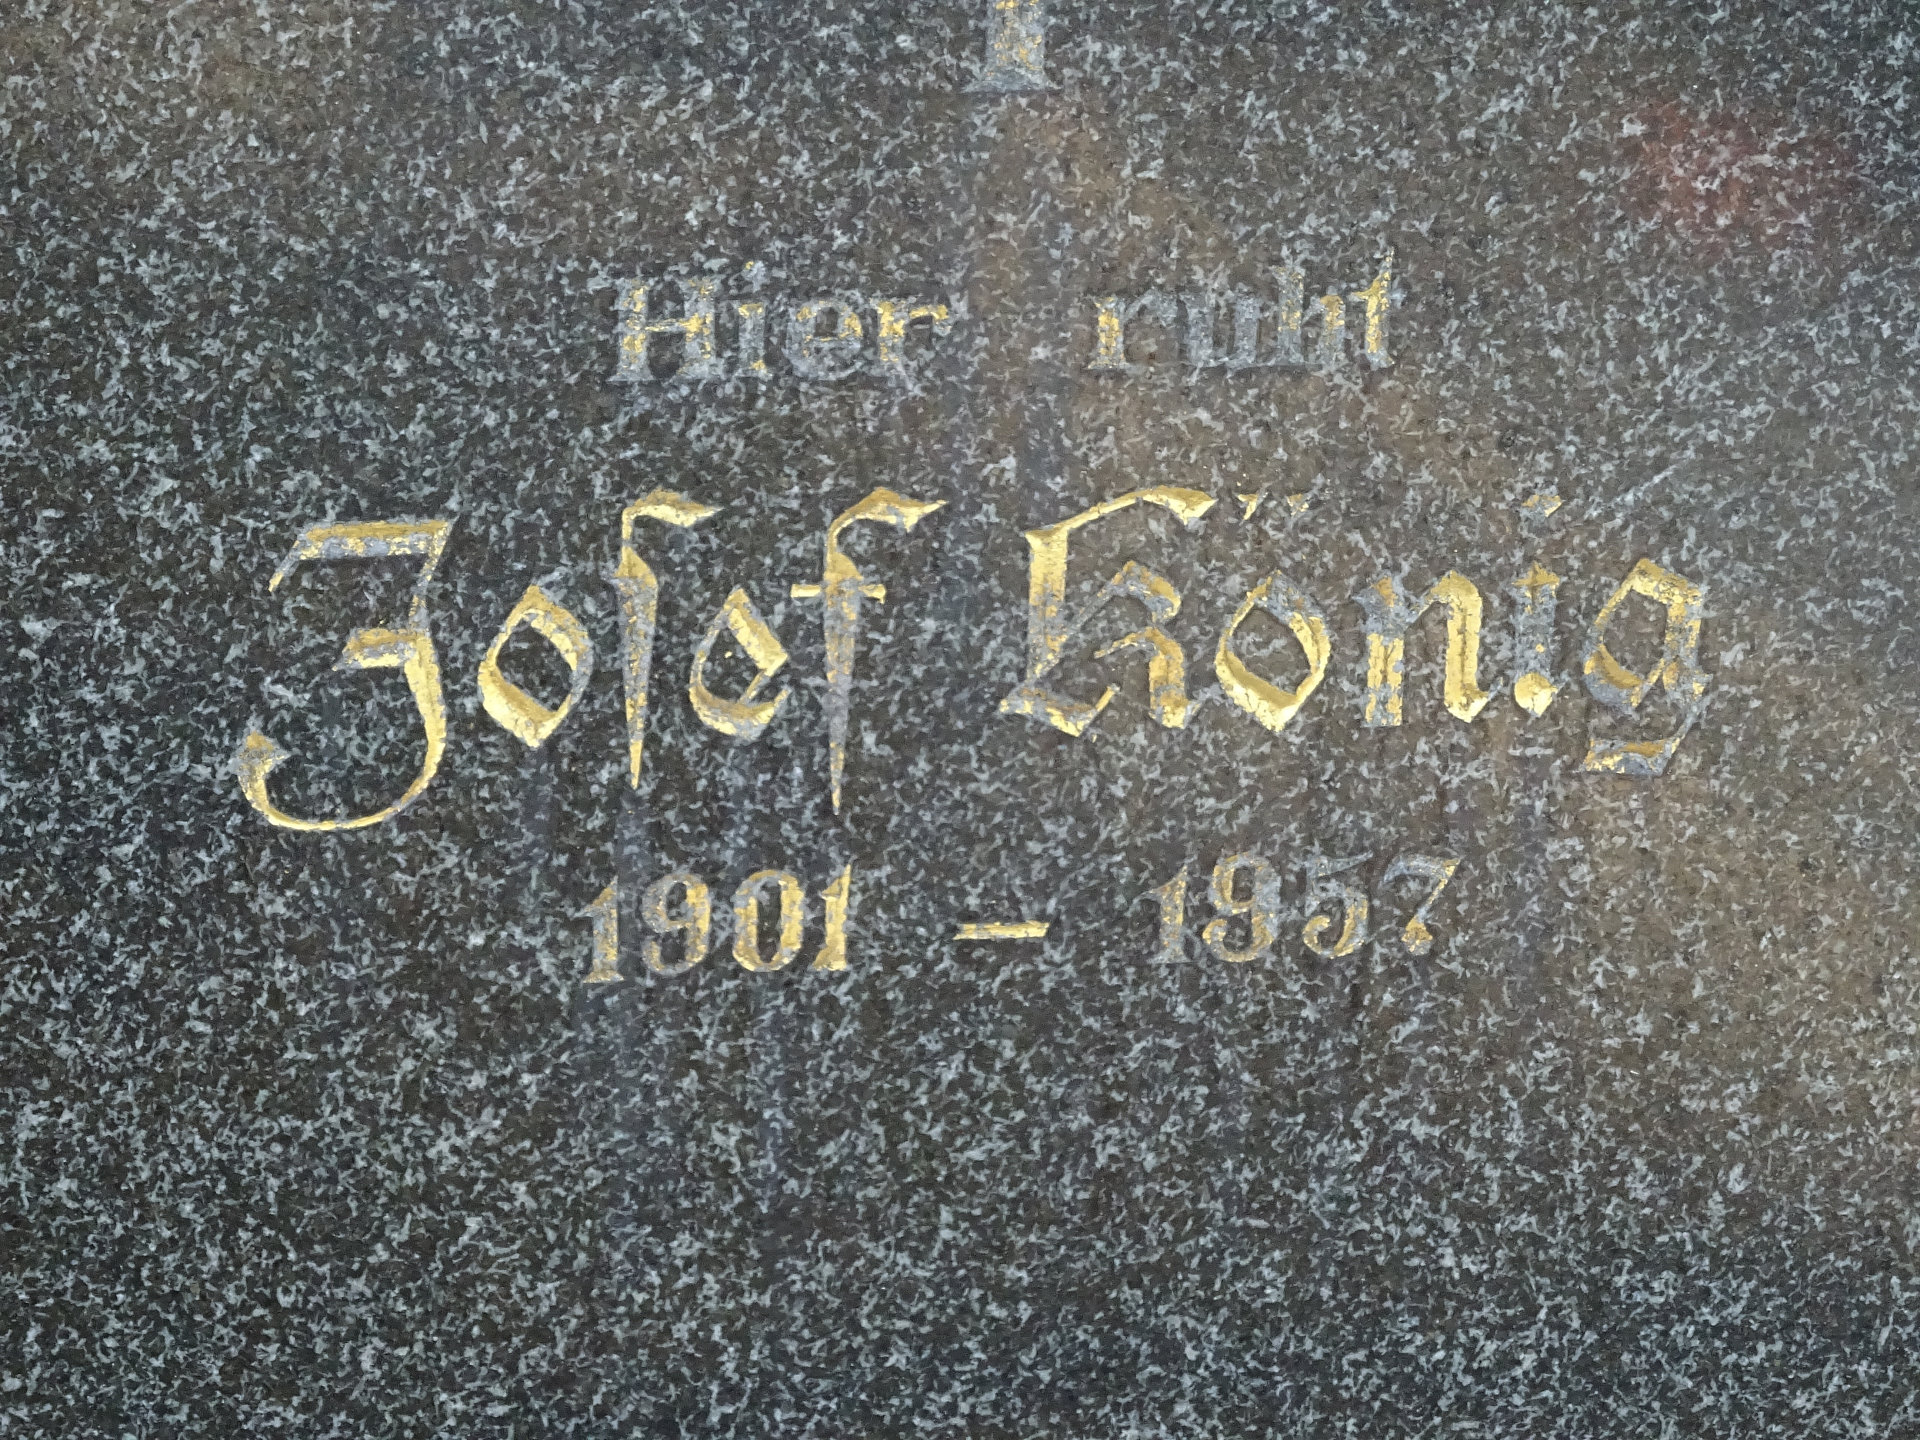 Hier ruht
Joſef König
1901 – 1957